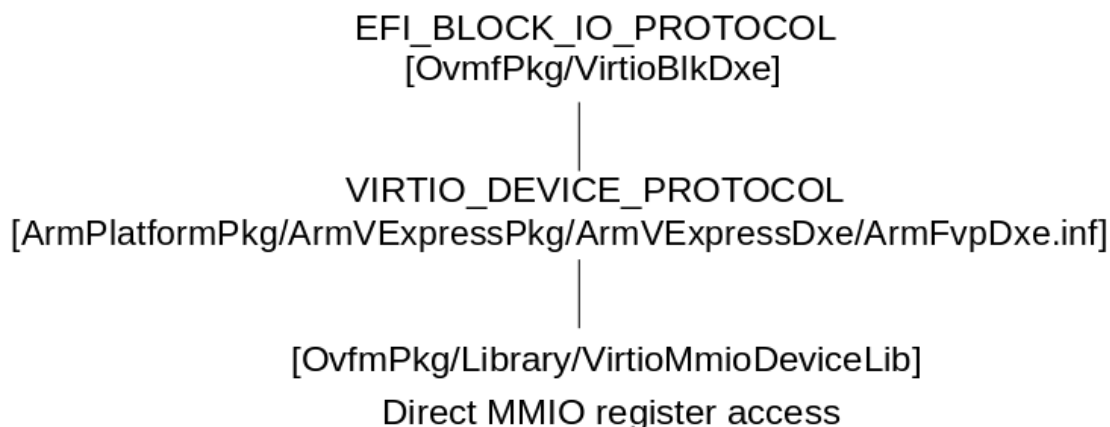 EFI_BLOCK_IO_PROTOCOL
[OvmfPkg/VirtioBlkDxe]
VIRTIO_DEVICE_PROTOCOL
[ArmPlatformPkg/ArmVExpressPkg/ArmVExpressDxe/ArmFvpDxe.inf]
[OvfmPkg/Library/VirtioMmioDeviceLib]
Direct MMIO register access